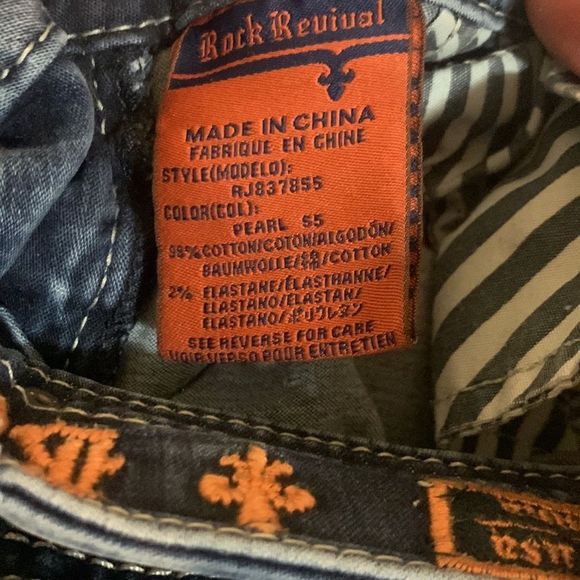 Rock Revival
MADE IN CHINA
FABRIQUE EN CHINE
STYLE(MODELO):
RJ837855
COLOR(COL):
PEARL S5
98% COTTON/COTON/ALGODÓN/
BAUMWOLLE/綿/COTTON
2% ELASTANE/ÉLASTHANNE/
ELASTANO/ELASTAN/
ELASTANO/ポリウレタン
SEE REVERSE FOR CARE
VOIR VERSO POUR ENTRETIEN